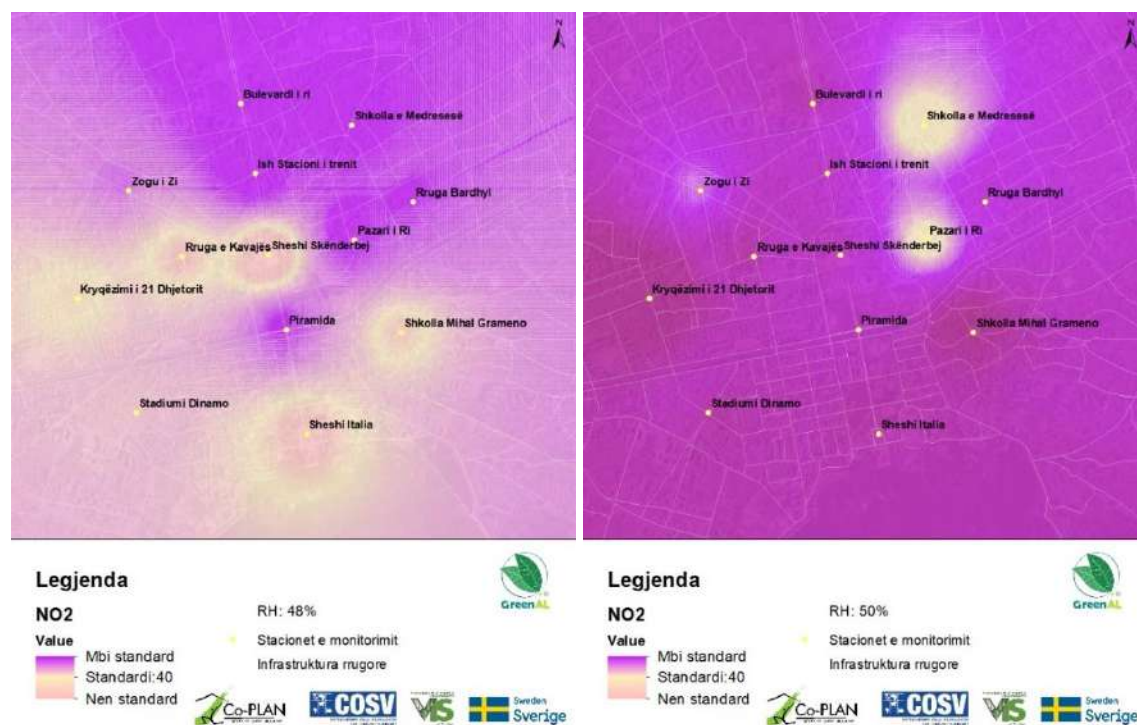 N
Bulevardi i ri
Shkolla e Medresesë
Ish Stacioni i trenit
Zogu i Zi
Rruga Bardhyl
Pazari i Ri
Rruga e Kavajës
Sheshi Skënderbej
Kryqëzimi i 21 Dhjetorit
Piramida
Shkolla Mihal Grameno
Stadiumi Dinamo
Sheshi Italia
Legjenda
NO2
Value
Mbi standard
Standardi:40
Nen standard
RH: 48%
Stacionet e monitorimit
Infrastruktura rrugore
GreenAL
Co-PLAN
COSV
VIS
Sweden
Sverige
N
Bulevardi i ri
Shkolla e Medresesë
Ish Stacioni i trenit
Zogu i Zi
Rruga Bardhyl
Pazari i Ri
Rruga e Kavajës
Sheshi Skënderbej
Kryqëzimi i 21 Dhjetorit
Piramida
Shkolla Mihal Grameno
Stadiumi Dinamo
Sheshi Italia
Legjenda
NO2
Value
Mbi standard
Standardi:40
Nen standard
RH: 50%
Stacionet e monitorimit
Infrastruktura rrugore
GreenAL
Co-PLAN
COSV
VIS
Sweden
Sverige